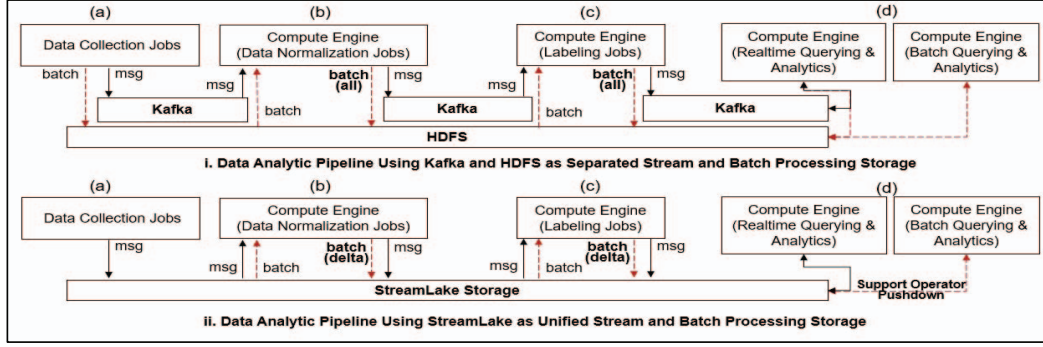 (a) (b) (c) (d)
Data Collection Jobs
Compute Engine
(Data Normalization Jobs)
Compute Engine
(Labeling Jobs)
Compute Engine
(Realtime Querying &
Analytics)
Compute Engine
(Batch Querying &
Analytics)
batch
msg
msg
batch
batch
(all)
msg
msg
batch
batch
(all)
msg
Kafka
Kafka
Kafka
HDFS
i. Data Analytic Pipeline Using Kafka and HDFS as Separated Stream and Batch Processing Storage
(a) (b) (c) (d)
Data Collection Jobs
Compute Engine
(Data Normalization Jobs)
Compute Engine
(Labeling Jobs)
Compute Engine
(Realtime Querying &
Analytics)
Compute Engine
(Batch Querying &
Analytics)
msg
msg
batch
batch
(delta)
msg
msg
batch
batch
(delta)
msg
StreamLake Storage
Support Operator
Pushdown
ii. Data Analytic Pipeline Using StreamLake as Unified Stream and Batch Processing Storage